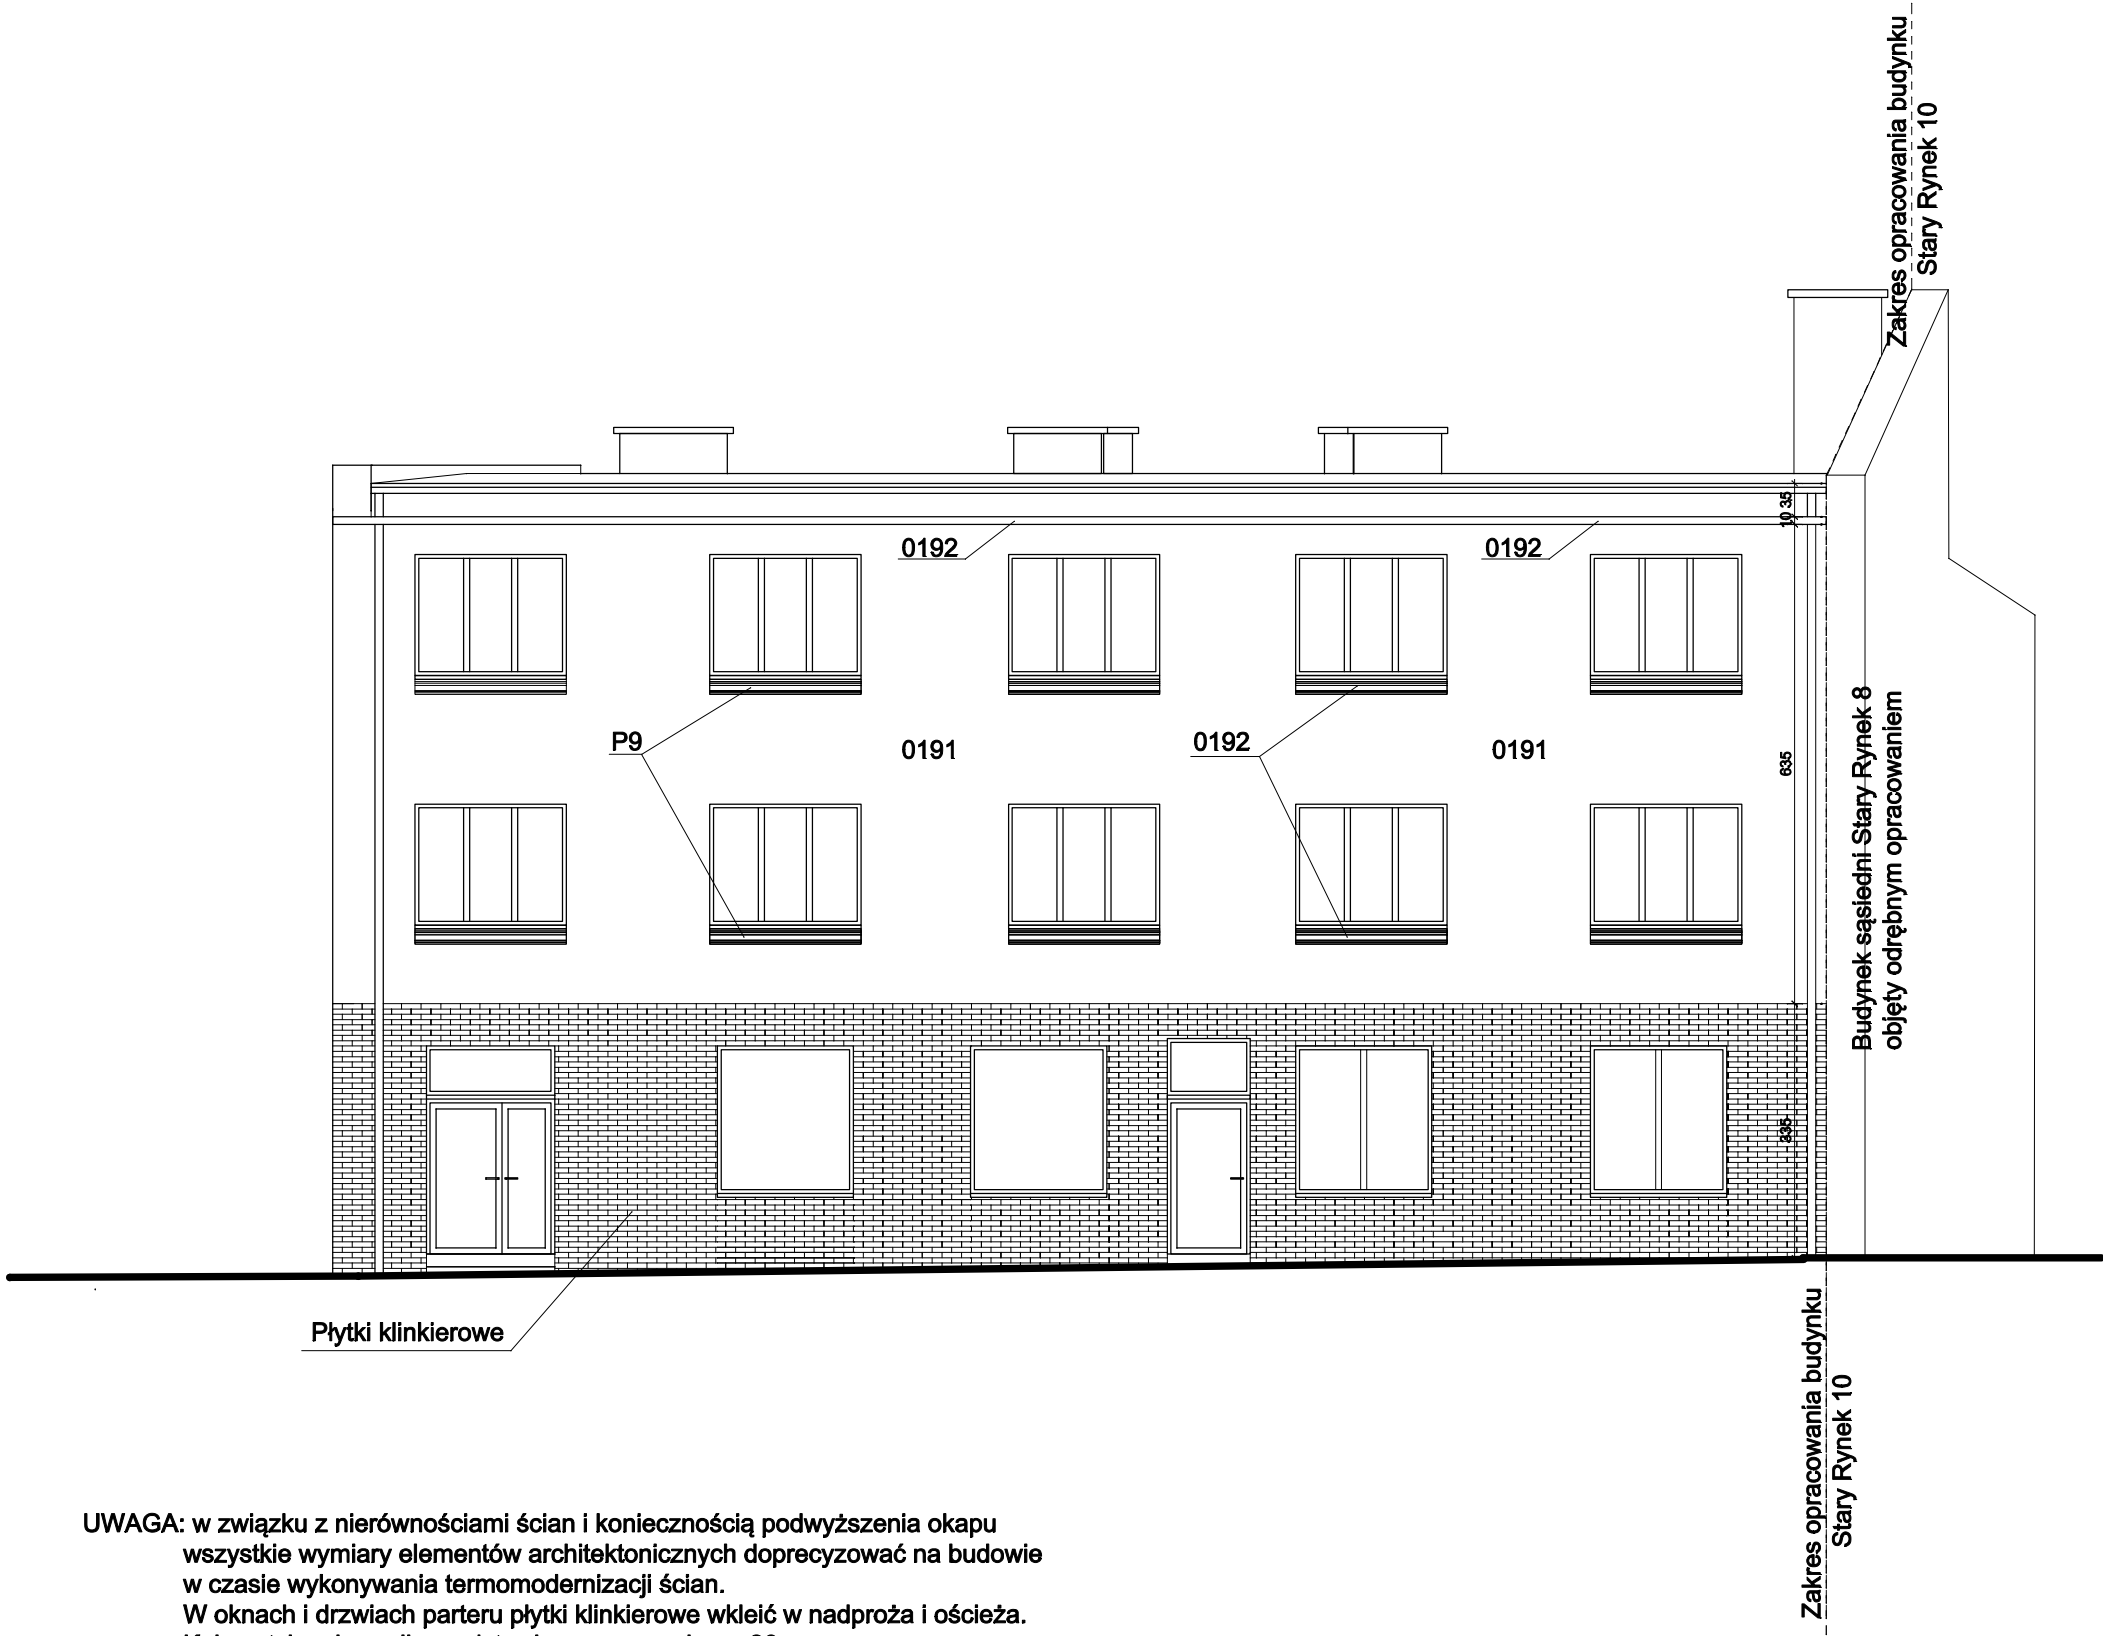 Zakres opracowania budynku
Stary Rynek 10
0192
0192
10 35
P9
0191
0192
0191
635
Budynek sąsiedni Stary Rynek 8
objęty odrębnym opracowaniem
335
Płytki klinkierowe
Zakres opracowania budynku
Stary Rynek 10
UWAGA: w związku z nierównościami ścian i koniecznością podwyższenia okapu
wszystkie wymiary elementów architektonicznych doprecyzować na budowie
w czasie wykonywania termomodernizacji ścian.
W oknach i drzwiach parteru płytki klinkierowe wkleić w nadproża i ościeża.